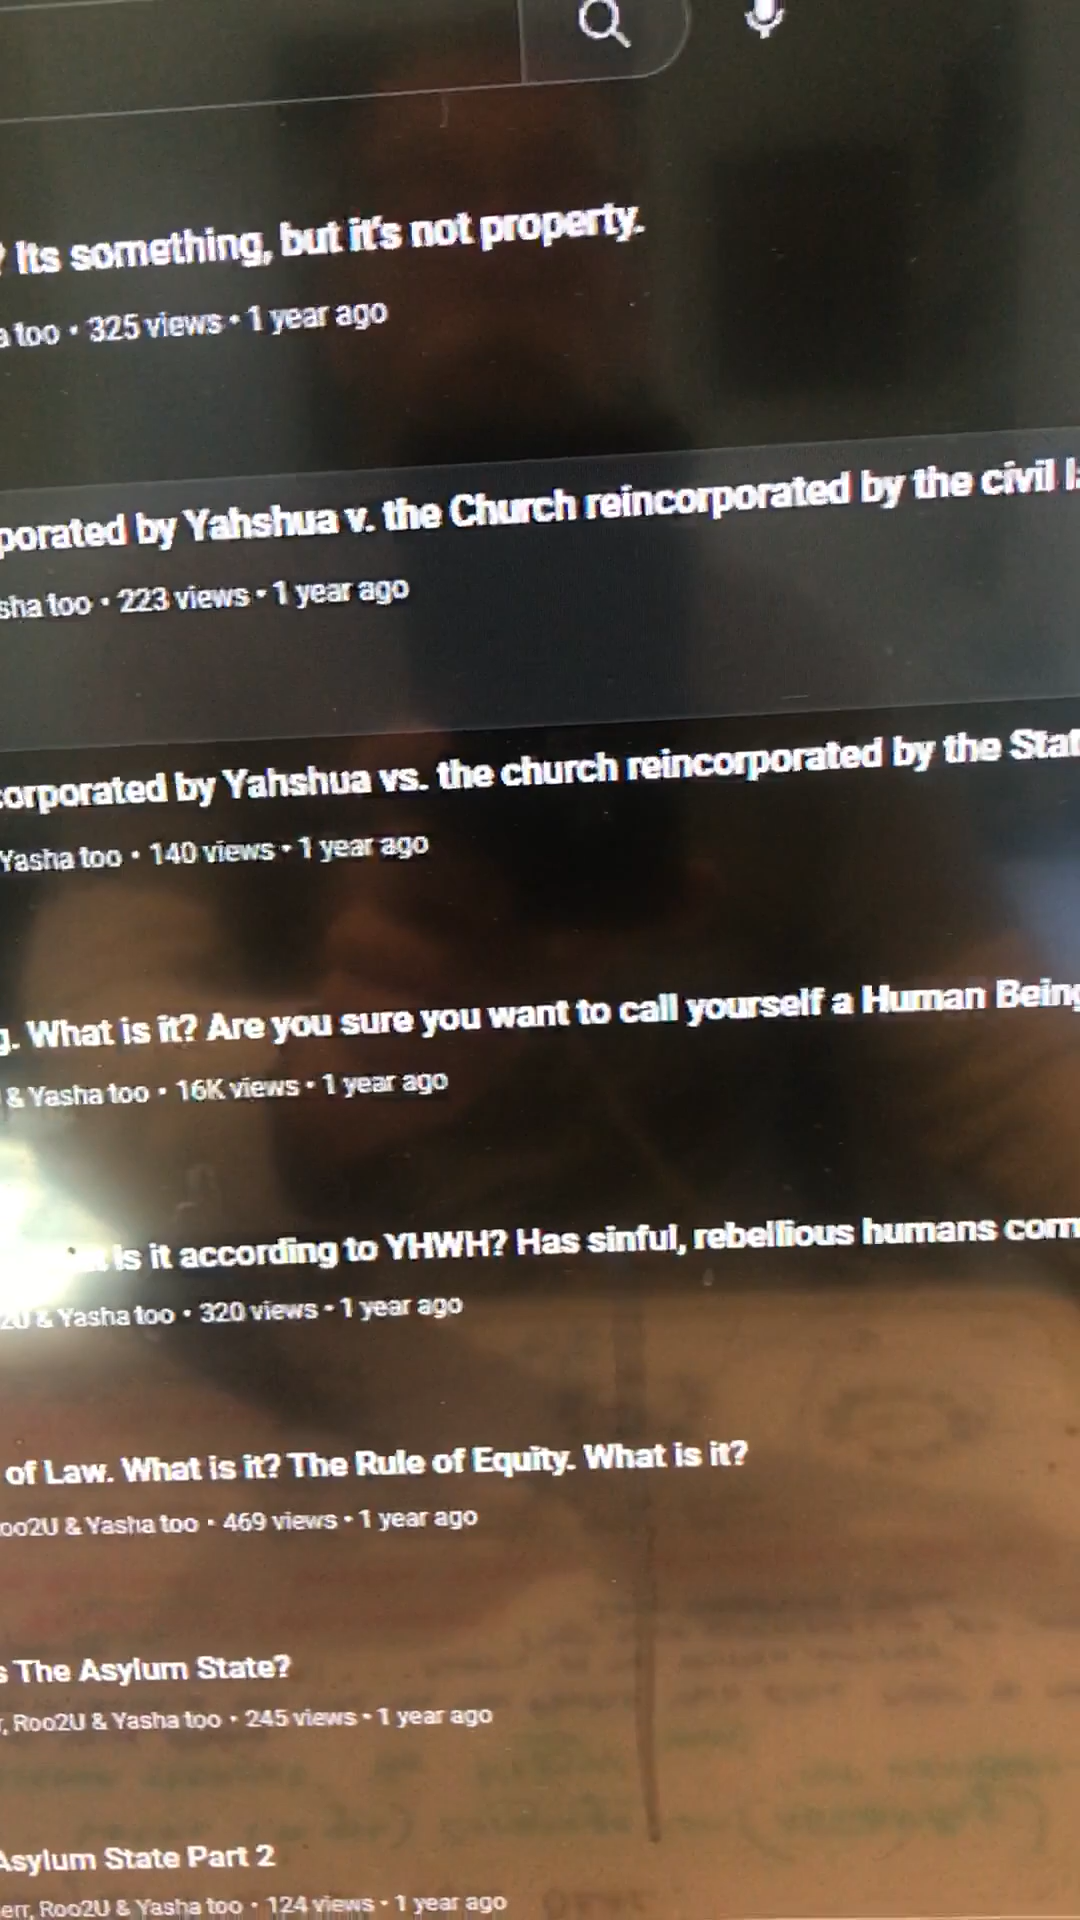 Its something, but it's not property.
too • 325 views • 1 year ago
porated by Yahshua v. the Church reincorporated by the civil
sha too • 223 views • 1 year ago
corporated by Yahshua vs. the church reincorporated by the Stat
Yasha too • 140 views • 1 year ago
g. What is it? Are you sure you want to call yourself a Human Being
& Yasha too • 16K views • 1 year ago
is it according to YHWH? Has sinful, rebellious humans com
2U & Yasha too • 320 views • 1 year ago
of Law. What is it? The Rule of Equity. What is it?
oo2U & Yasha too • 469 views • 1 year ago
s The Asylum State?
r, Roo2U & Yasha too • 245 views • 1 year ago
Asylum State Part 2
err, Roo2U & Yasha too • 124 views • 1 year ago